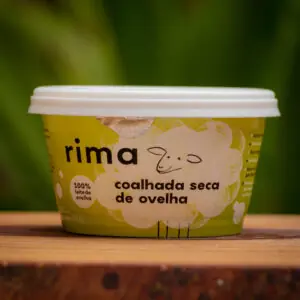 rima
100%
leite de
ovelha
coalhada seca
de ovelha